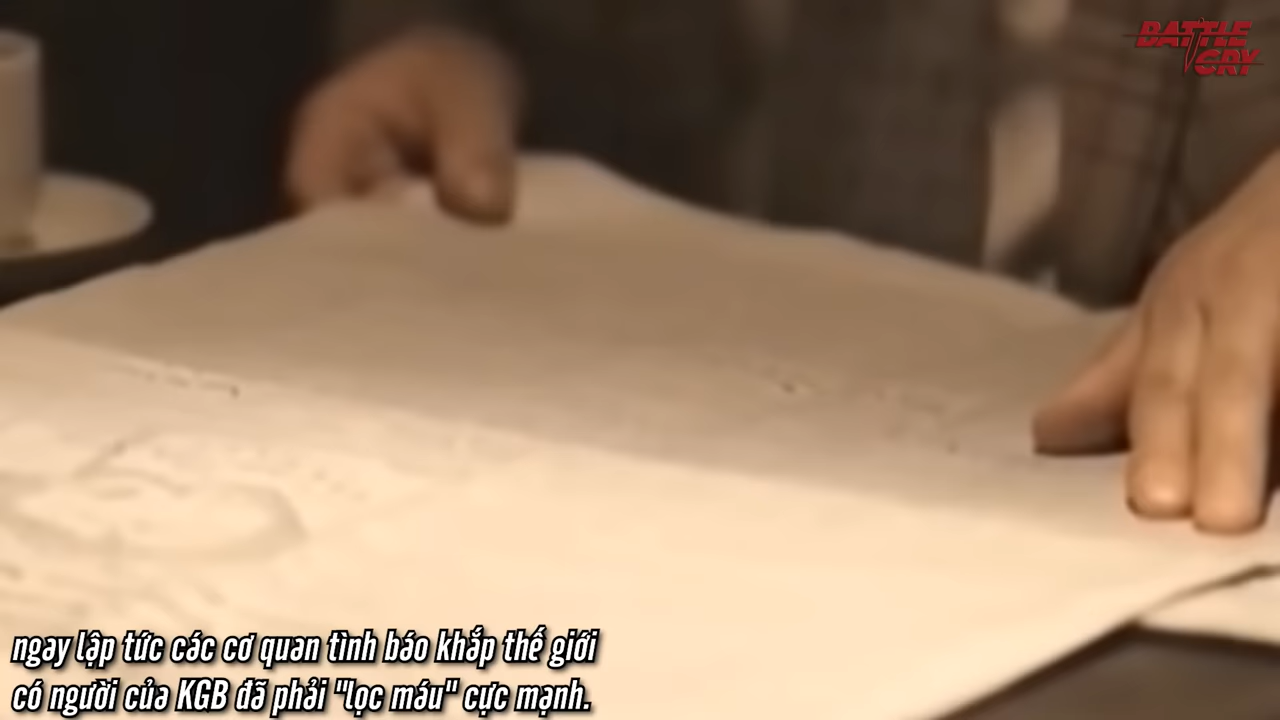 BATTLE
CRY
ngay lập tức các cơ quan tình báo khắp thế giới
có người của KGB đã phải "lọc máu" cực mạnh.